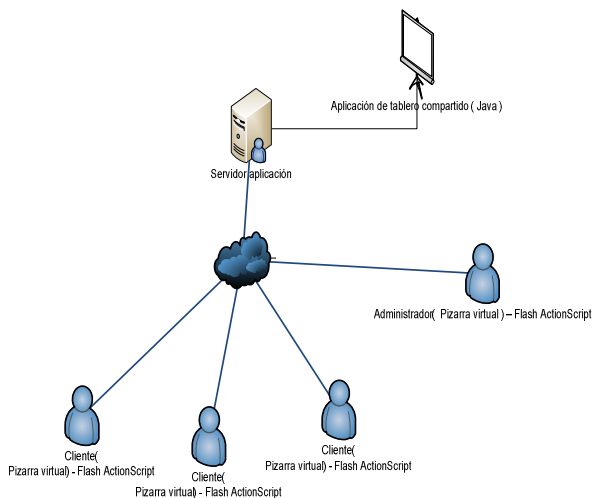 Aplicación de tablero compartido ( Java )
Servidor aplicación
Administrador( Pizarra virtual ) – Flash ActionScript
Cliente(
Pizarra virtual) - Flash ActionScript
Cliente(
Pizarra virtual) - Flash ActionScript
Cliente(
Pizarra virtual) - Flash ActionScript